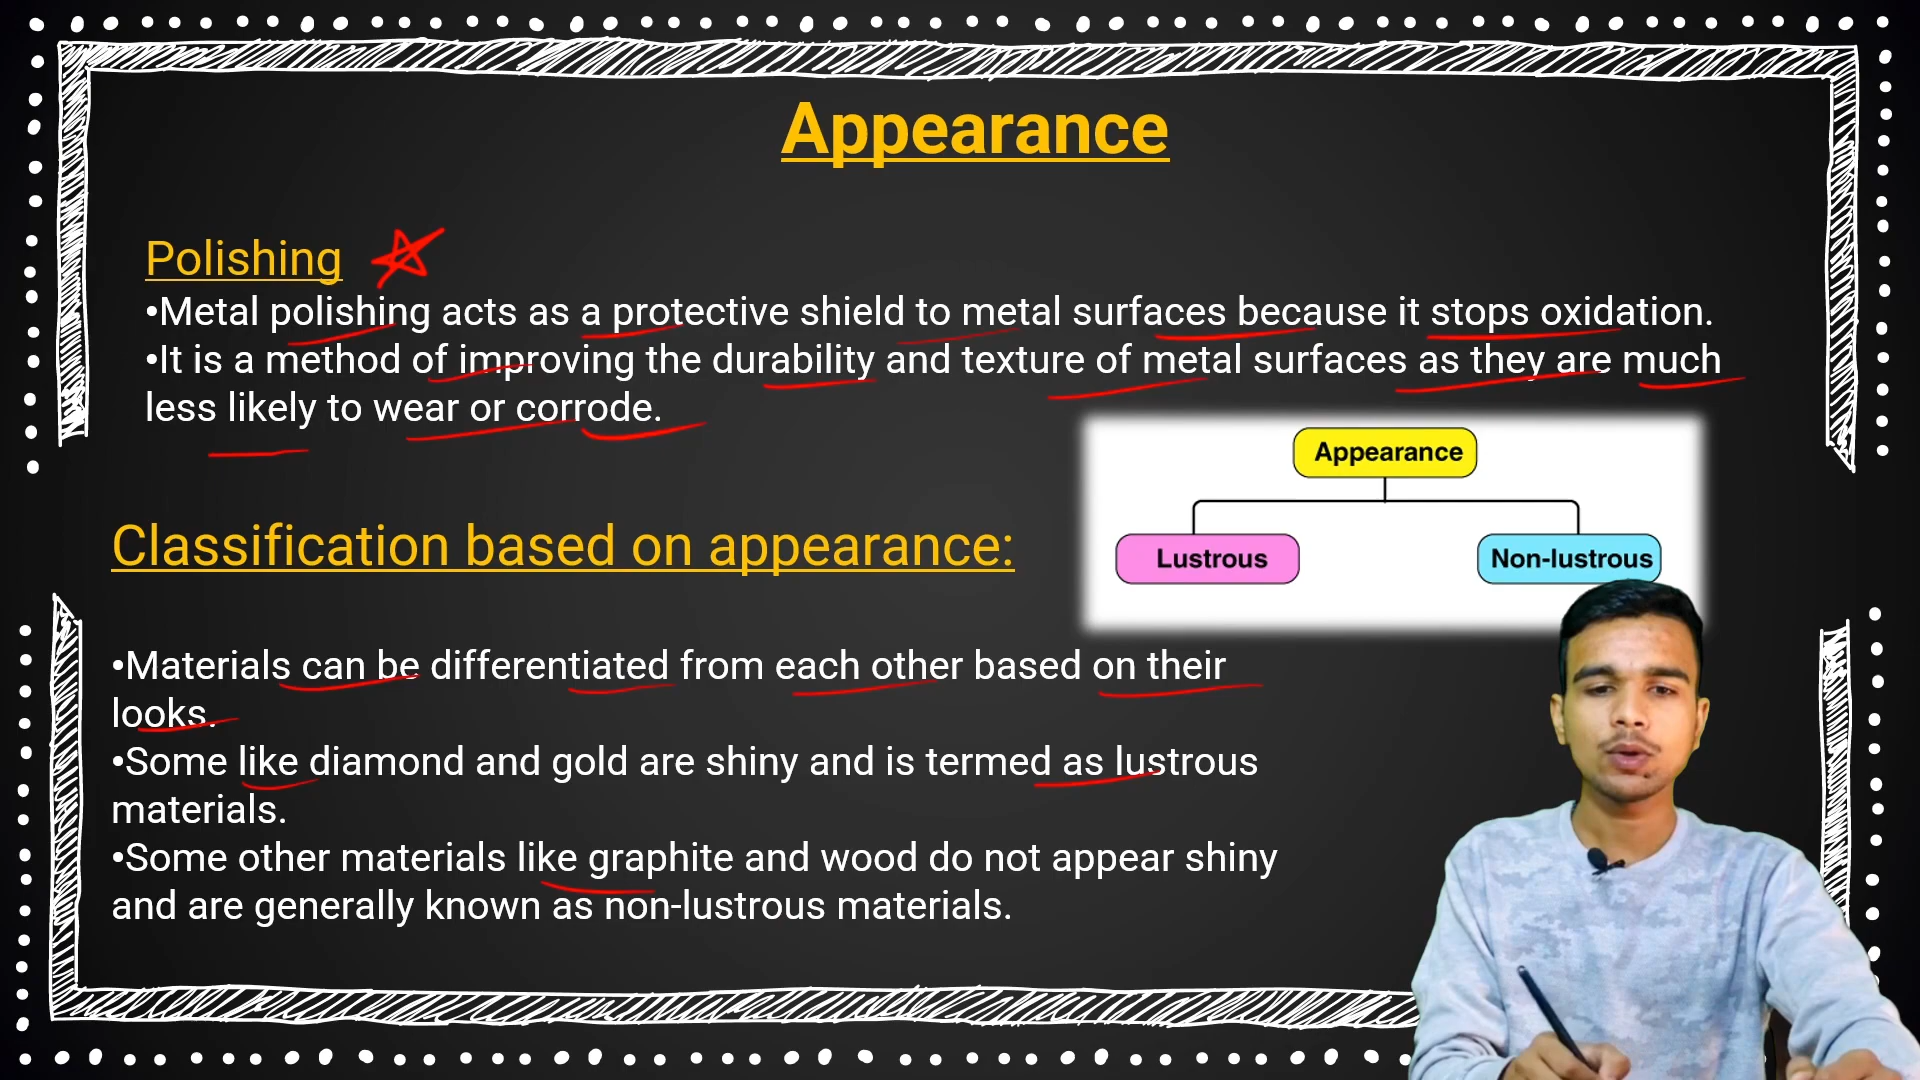 Appearance
Polishing
•Metal polishing acts as a protective shield to metal surfaces because it stops oxidation.
•It is a method of improving the durability and texture of metal surfaces as they are much
less likely to wear or corrode.
Appearance
Lustrous
Non-lustrous
Classification based on appearance:
•Materials can be differentiated from each other based on their
looks.
•Some like diamond and gold are shiny and is termed as lustrous
materials.
•Some other materials like graphite and wood do not appear shiny
and are generally known as non-lustrous materials.